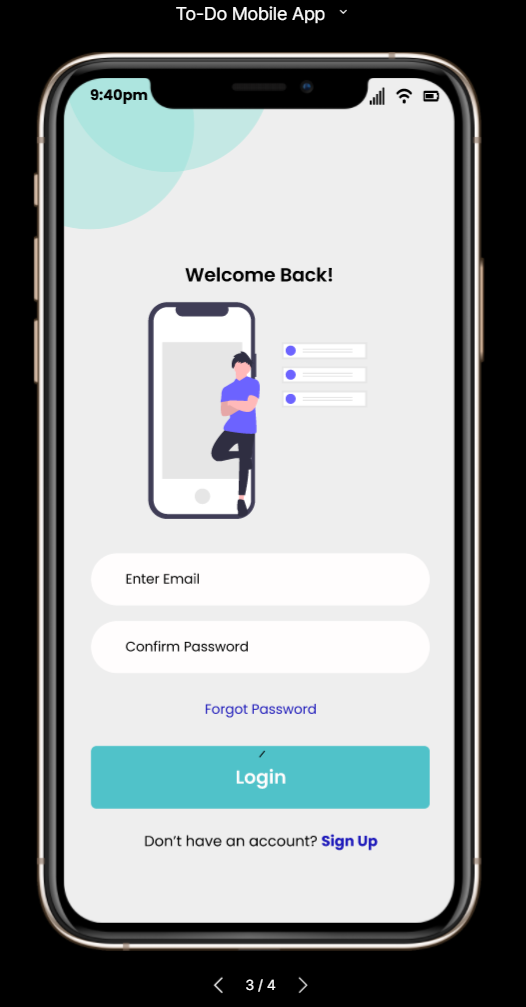 To-Do Mobile App
9:40pm
Welcome Back!
Enter Email
Confirm Password
Forgot Password
Login
Don't have an account? Sign Up
3 / 4